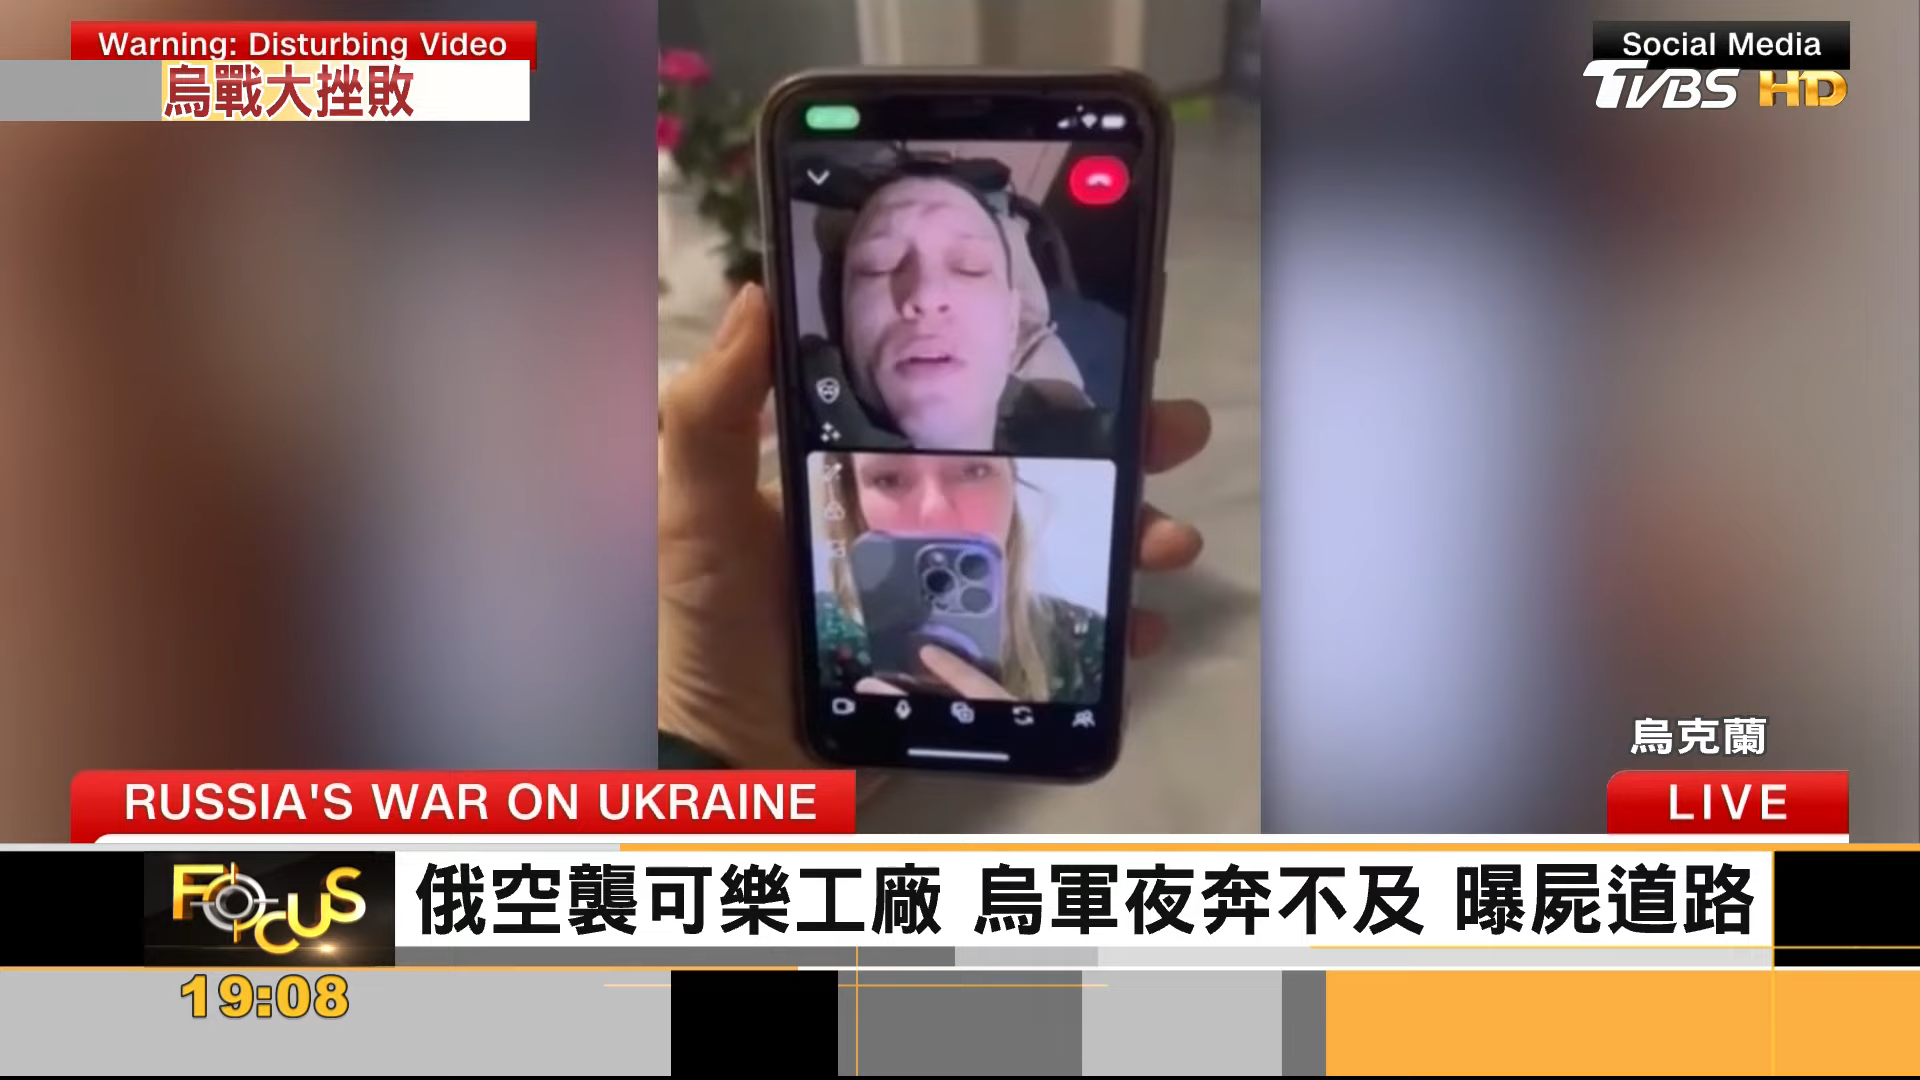 Warning: Disturbing Video
烏戰大挫敗
Social Media
TVBS HD
烏克蘭
RUSSIA'S WAR ON UKRAINE
LIVE
FOCUS
俄空襲可樂工廠 烏軍夜奔不及 曝屍道路
19:08